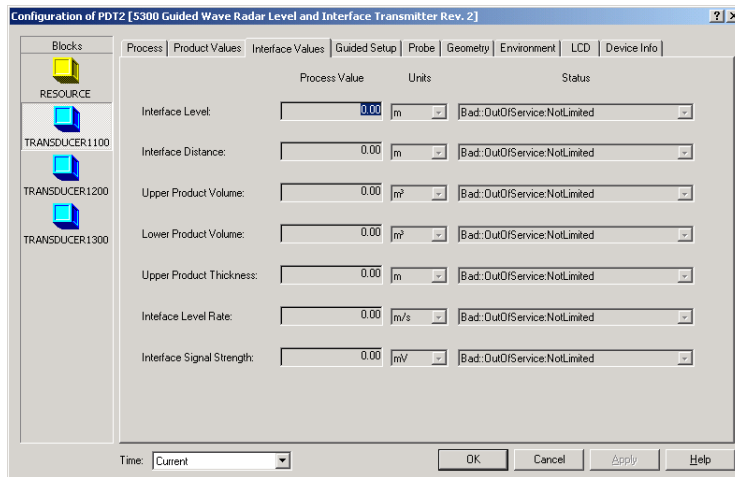 Configuration of PDT2 [5300 Guided Wave Radar Level and Interface Transmitter Rev. 2]
Blocks
RESOURCE
TRANSDUCER1100
TRANSDUCER1200
TRANSDUCER1300
Process Product Values Interface Values Guided Setup Probe Geometry Environment LCD Device Info
Process Value Units Status
Interface Level: 0.00 m Bad::OutOfService:NotLimited
Interface Distance: 0.00 m Bad::OutOfService:NotLimited
Upper Product Volume: 0.00 m³ Bad::OutOfService:NotLimited
Lower Product Volume: 0.00 m³ Bad::OutOfService:NotLimited
Upper Product Thickness: 0.00 m Bad::OutOfService:NotLimited
Inteface Level Rate: 0.00 m/s Bad::OutOfService:NotLimited
Interface Signal Strength: 0.00 mV Bad::OutOfService:NotLimited
Time: Current OK Cancel Apply Help